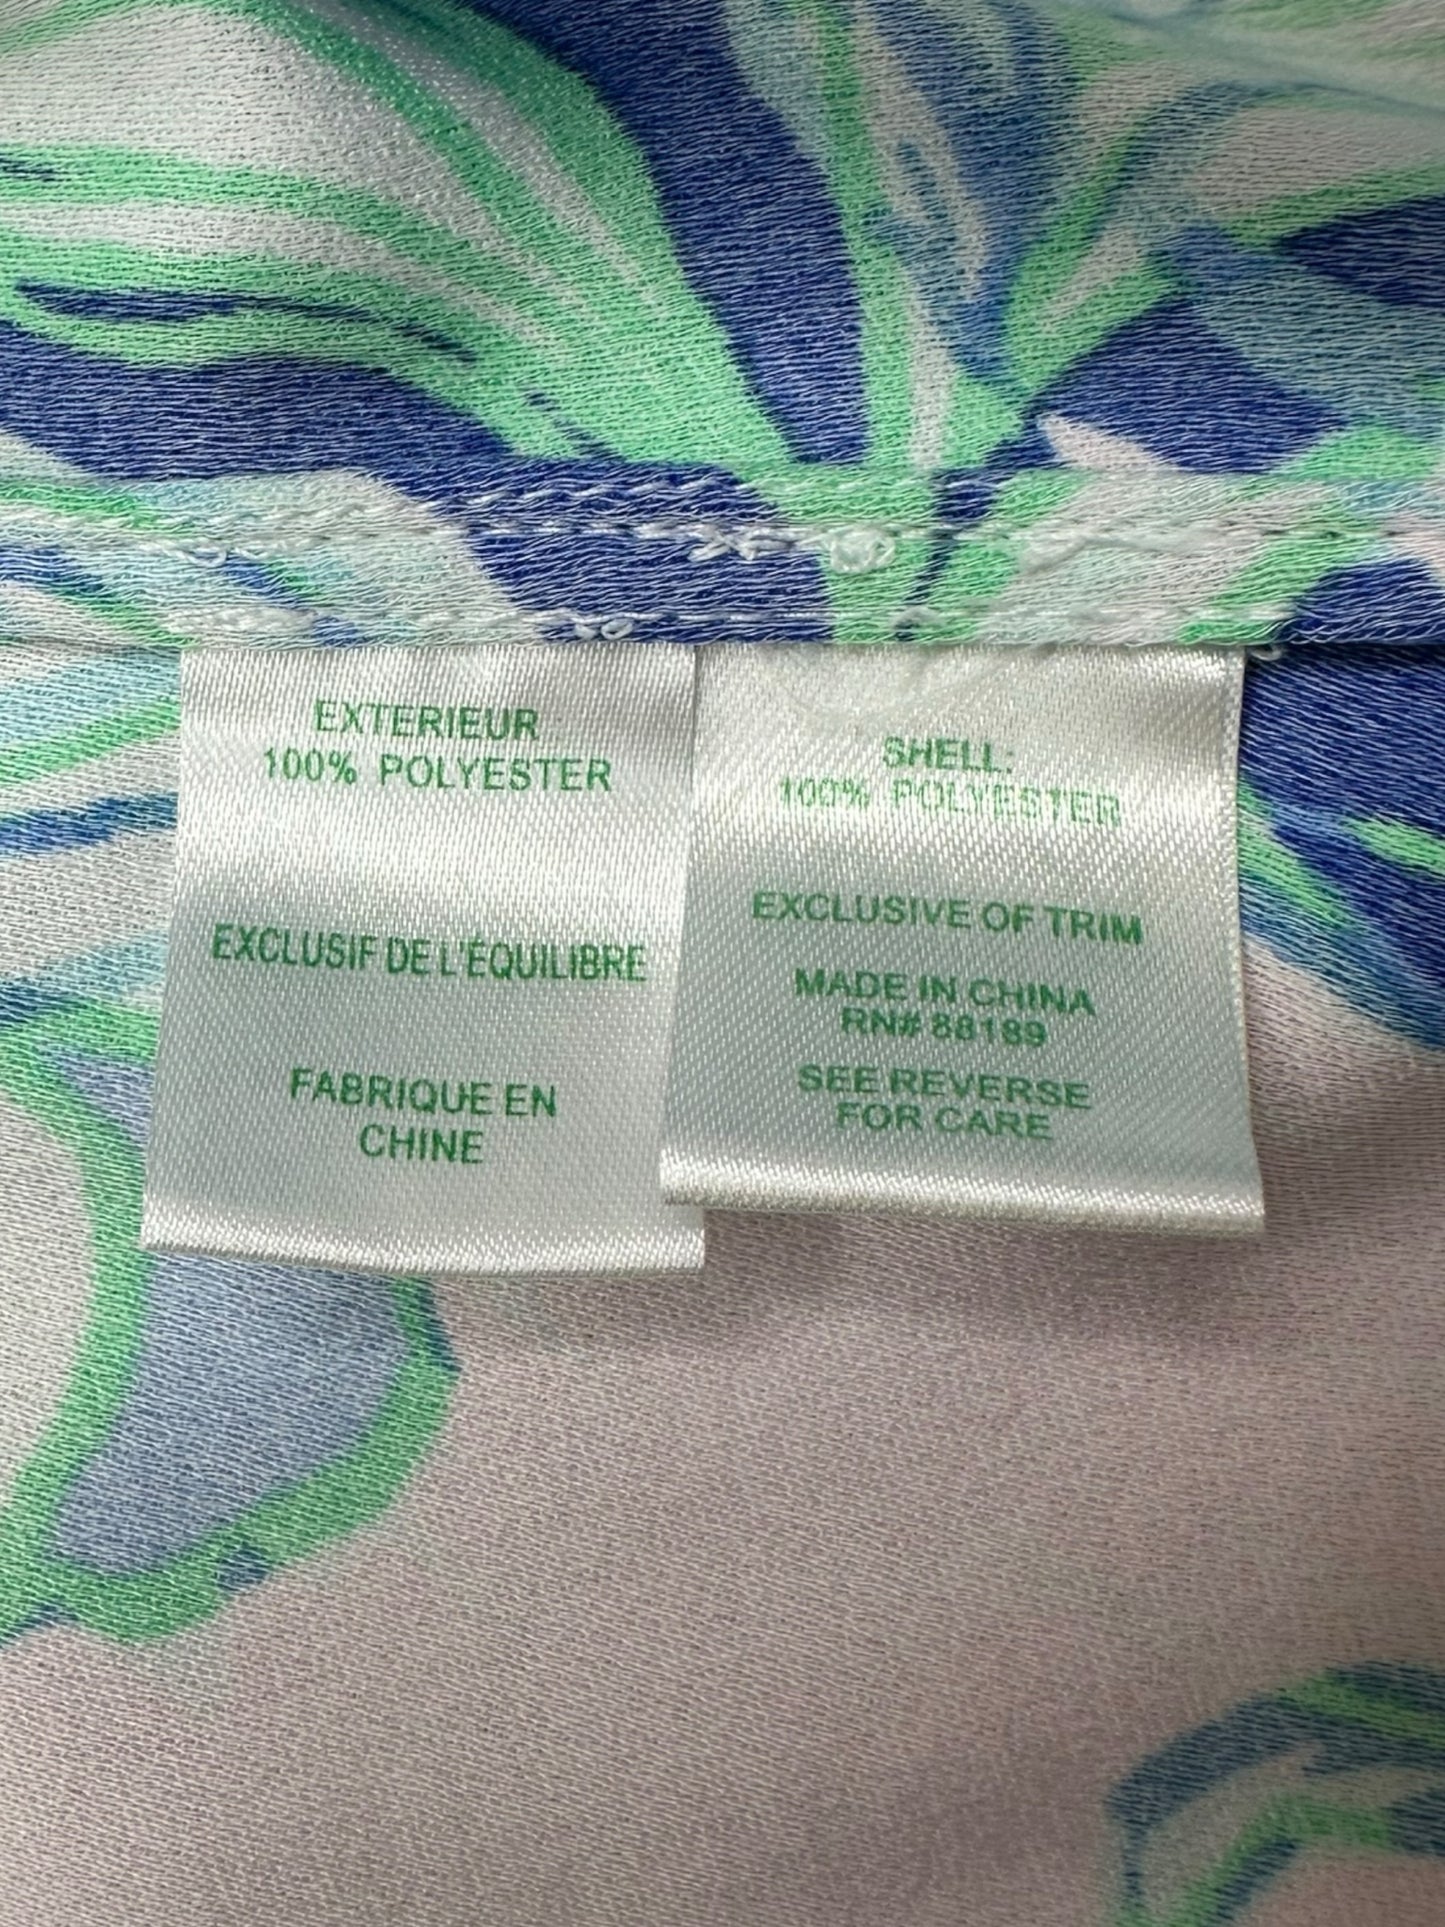 EXTERIEUR
100% POLYESTER
EXCLUSIF DE L'ÉQUILIBRE
FABRIQUE EN
CHINE
SHELL:
100% POLYESTER
EXCLUSIVE OF TRIM
MADE IN CHINA
RN# 88189
SEE REVERSE
FOR CARE